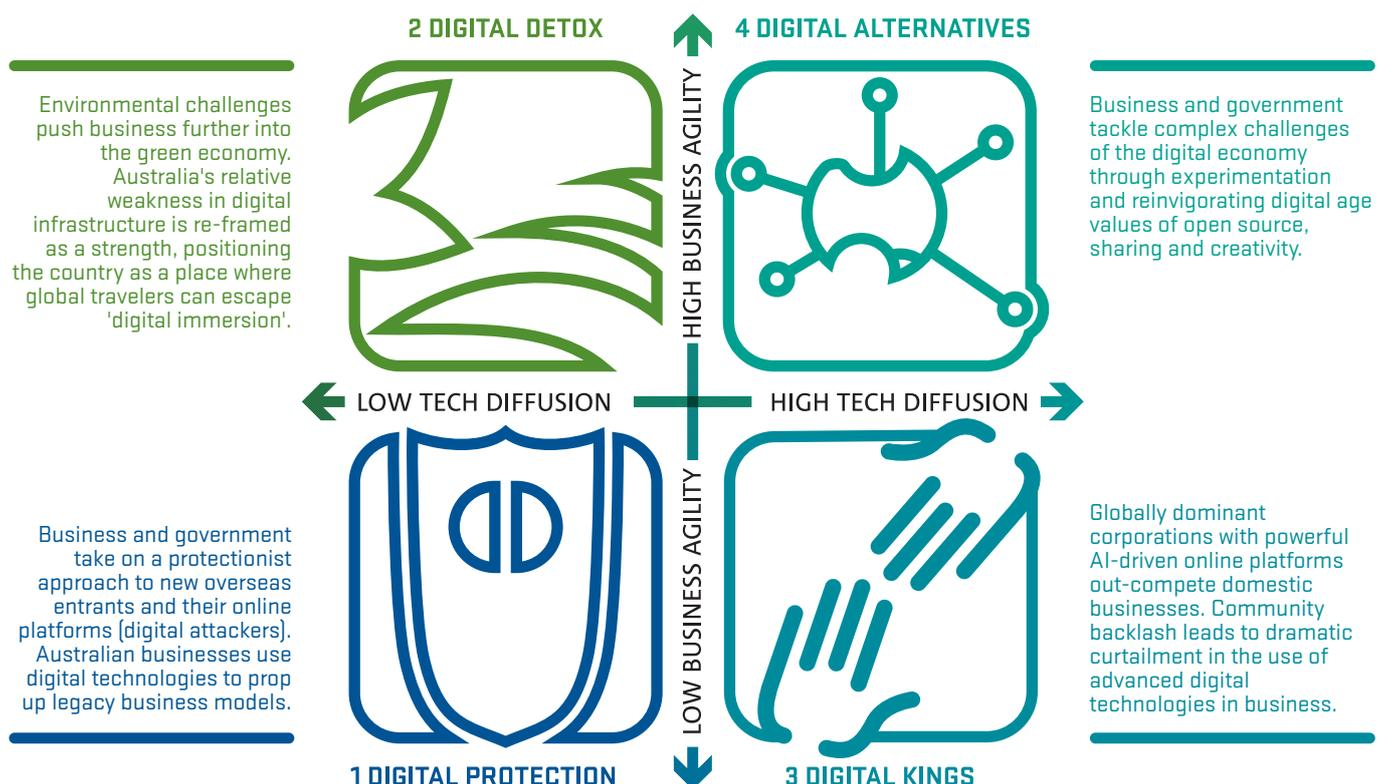 2 DIGITAL DETOX
4 DIGITAL ALTERNATIVES
Environmental challenges
push business further into
the green economy.
Australia's relative
weakness in digital
infrastructure is re-framed
as a strength, positioning
the country as a place where
global travelers can escape
'digital immersion'.
HIGH BUSINESS AGILITY
Business and government
tackle complex challenges
of the digital economy
through experimentation
and reinvigorating digital age
values of open source,
sharing and creativity.
LOW TECH DIFFUSION
HIGH TECH DIFFUSION
Business and government
take on a protectionist
approach to new overseas
entrants and their online
platforms (digital attackers).
Australian businesses use
digital technologies to prop
up legacy business models.
LOW BUSINESS AGILITY
Globally dominant
corporations with powerful
AI-driven online platforms
out-compete domestic
businesses. Community
backlash leads to dramatic
curtailment in the use of
advanced digital
technologies in business.
1 DIGITAL PROTECTION
3 DIGITAL KINGS